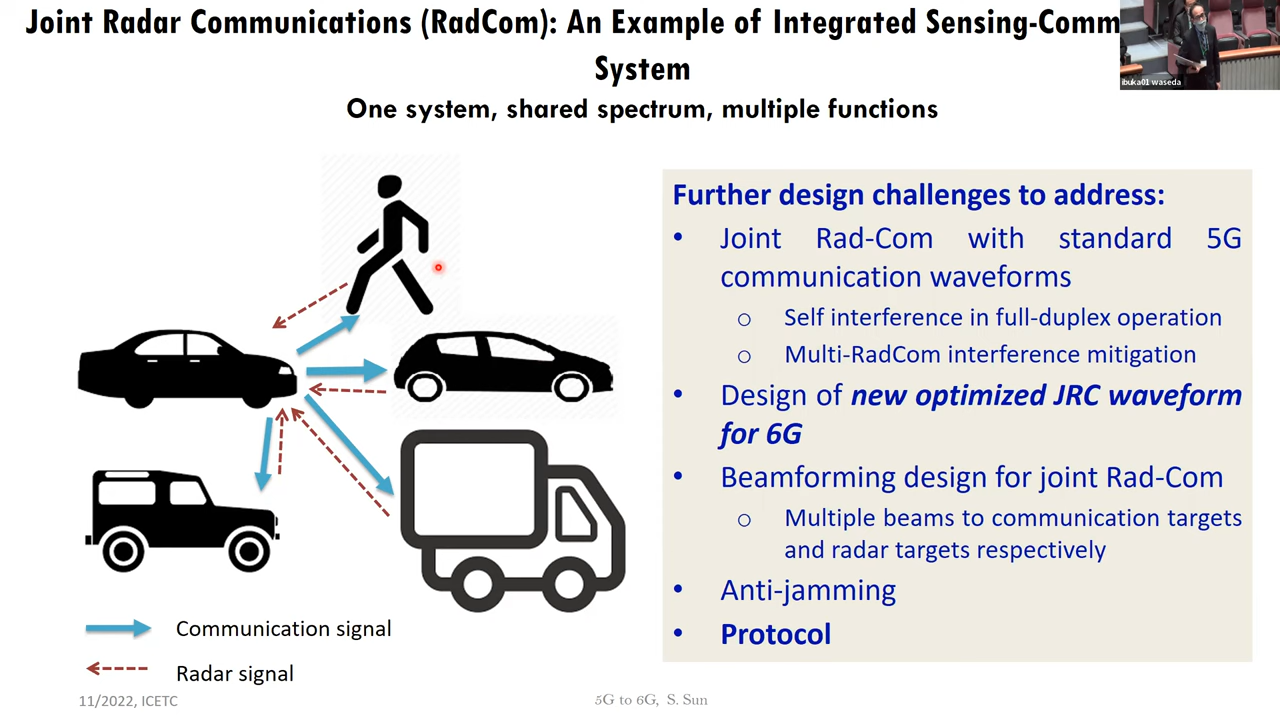 Joint Radar Communications (RadCom): An Example of Integrated Sensing-Comm
System
One system, shared spectrum, multiple functions
ibuka01 waseda
Further design challenges to address:
• Joint Rad-Com with standard 5G
communication waveforms
o Self interference in full-duplex operation
o Multi-RadCom interference mitigation
• Design of new optimized JRC waveform
for 6G
• Beamforming design for joint Rad-Com
o Multiple beams to communication targets
and radar targets respectively
• Anti-jamming
• Protocol
Communication signal
Radar signal
11/2022, ICETC
5G to 6G, S. Sun